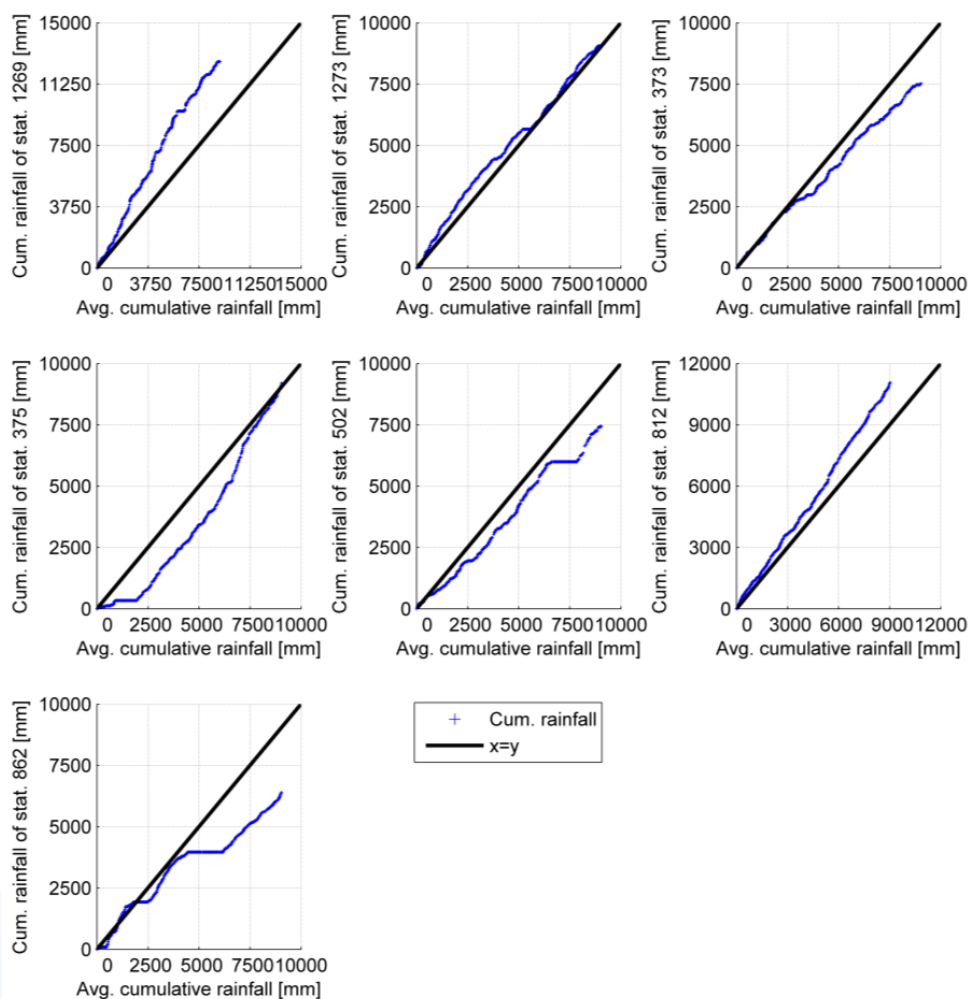 Cum. rainfall of stat. 1269 [mm]
15000
11250
7500
3750
0
0 3750 7500 11250 15000
Avg. cumulative rainfall [mm]
Cum. rainfall of stat. 1273 [mm]
10000
7500
5000
2500
0
0 2500 5000 7500 10000
Avg. cumulative rainfall [mm]
Cum. rainfall of stat. 373 [mm]
10000
7500
5000
2500
0
0 2500 5000 7500 10000
Avg. cumulative rainfall [mm]
Cum. rainfall of stat. 375 [mm]
10000
7500
5000
2500
0
0 2500 5000 7500 10000
Avg. cumulative rainfall [mm]
Cum. rainfall of stat. 502 [mm]
10000
7500
5000
2500
0
0 2500 5000 7500 10000
Avg. cumulative rainfall [mm]
Cum. rainfall of stat. 812 [mm]
12000
9000
6000
3000
0
0 3000 6000 9000 12000
Avg. cumulative rainfall [mm]
Cum. rainfall of stat. 862 [mm]
10000
7500
5000
2500
0
0 2500 5000 7500 10000
Avg. cumulative rainfall [mm]
Cum. rainfall
x=y